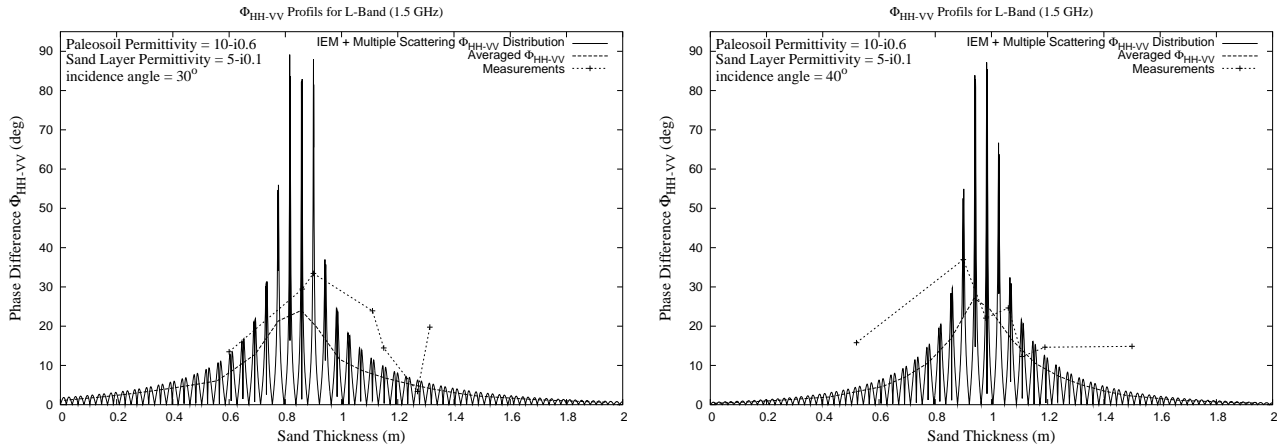 Φ_HH-VV Profils for L-Band (1.5 GHz)
Paleosoil Permittivity = 10-i0.6
Sand Layer Permittivity = 5-i0.1
incidence angle = 30°
IEM + Multiple Scattering Φ_HH-VV Distribution
Averaged Φ_HH-VV
Measurements
Phase Difference Φ_HH-VV (deg)
90
80
70
60
50
40
30
20
10
0
0 0.2 0.4 0.6 0.8 1 1.2 1.4 1.6 1.8 2
Sand Thickness (m)
Φ_HH-VV Profils for L-Band (1.5 GHz)
Paleosoil Permittivity = 10-i0.6
Sand Layer Permittivity = 5-i0.1
incidence angle = 40°
IEM + Multiple Scattering Φ_HH-VV Distribution
Averaged Φ_HH-VV
Measurements
Phase Difference Φ_HH-VV (deg)
90
80
70
60
50
40
30
20
10
0
0 0.2 0.4 0.6 0.8 1 1.2 1.4 1.6 1.8 2
Sand Thickness (m)